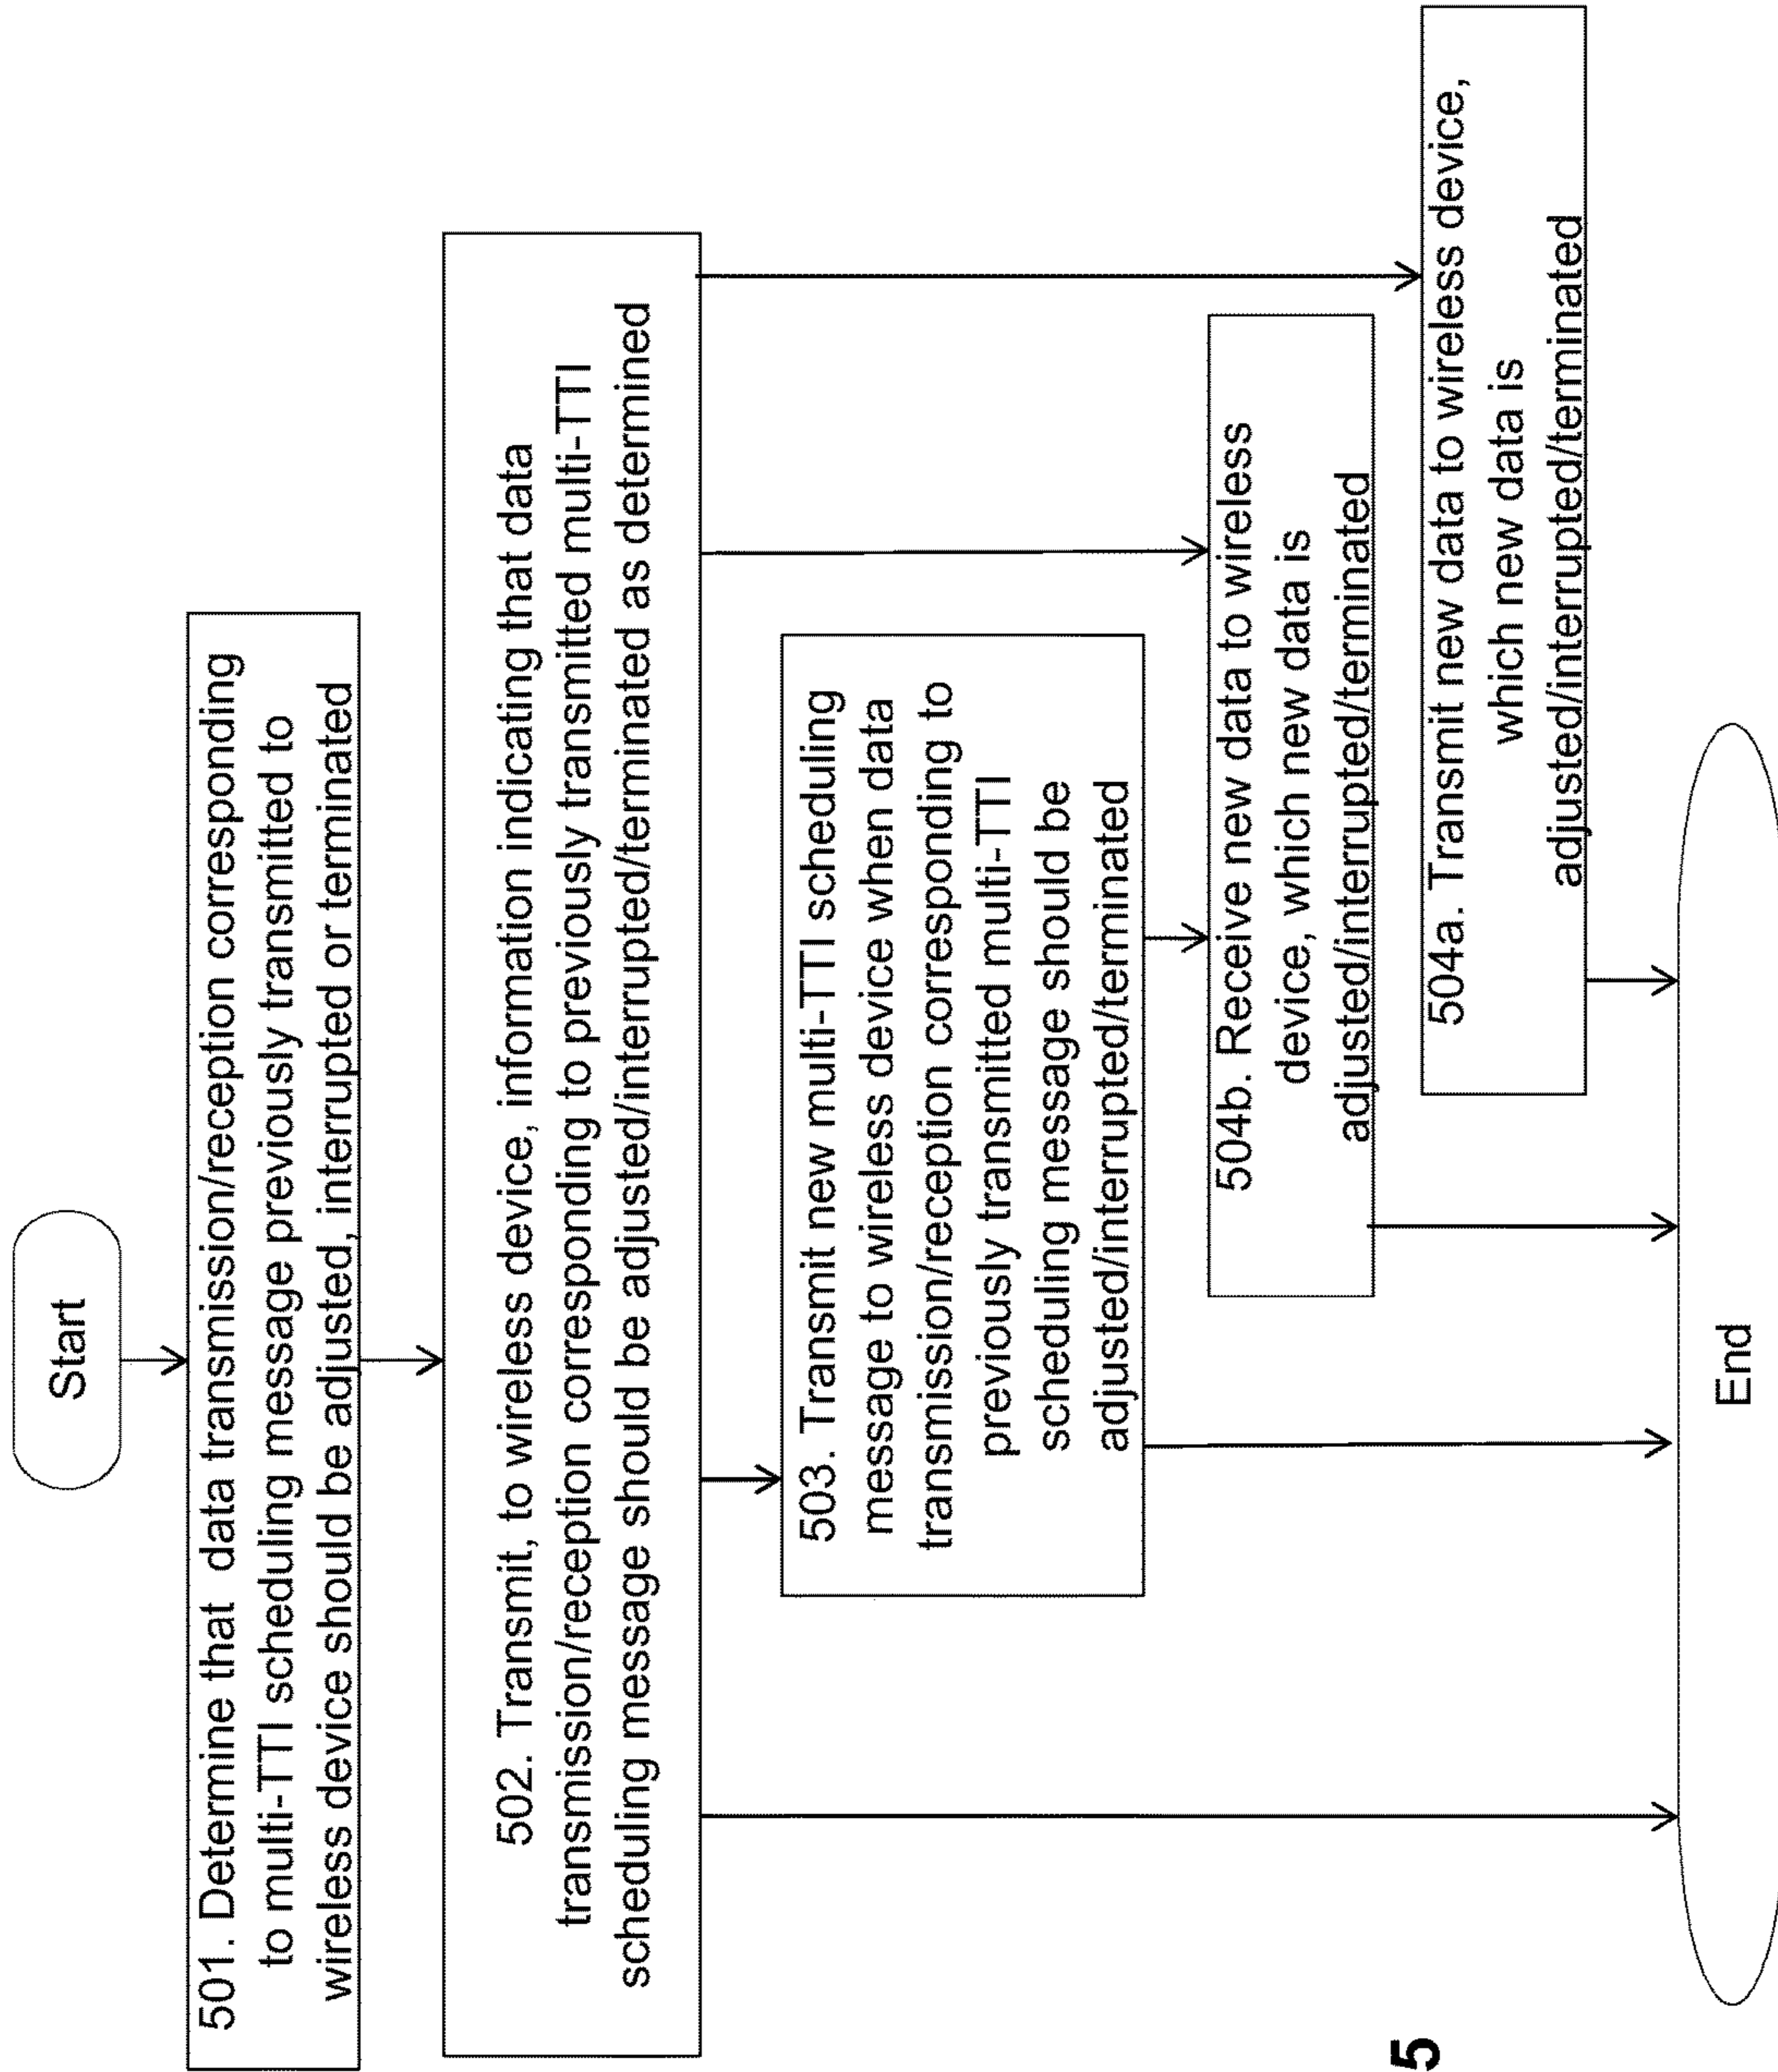 Start
501. Determine that data transmission/reception corresponding
to multi-TTI scheduling message previously transmitted to
wireless device should be adjusted, interrupted or terminated
502. Transmit, to wireless device, information indicating that data
transmission/reception corresponding to previously transmitted multi-TTI
scheduling message should be adjusted/interrupted/terminated as determined
503. Transmit new multi-TTI scheduling
message to wireless device when data
transmission/reception corresponding to
previously transmitted multi-TTI
scheduling message should be
adjusted/interrupted/terminated
504b. Receive new data to wireless
device, which new data is
adjusted/interrupted/terminated
504a. Transmit new data to wireless device,
which new data is
adjusted/interrupted/terminated
End
5